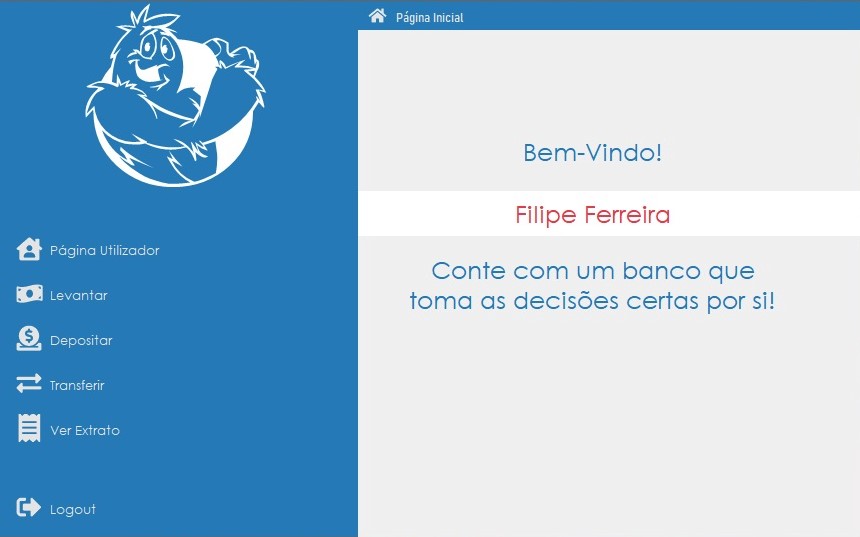 Página Inicial
Bem-Vindo!
Filipe Ferreira
Conte com um banco que
toma as decisões certas por si!
Página Utilizador
Levantar
Depositar
Transferir
Ver Extrato
Logout